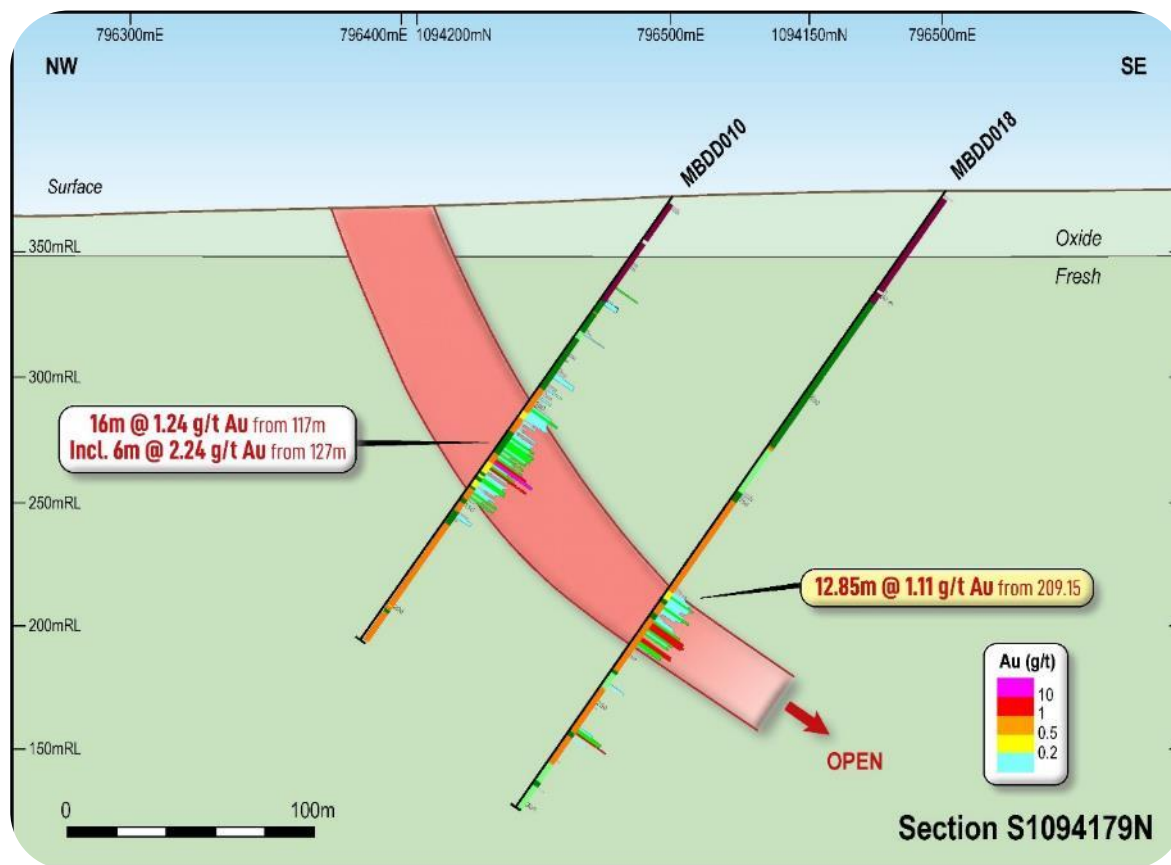 796300mE
796400mE
1094200mN
796500mE
1094150mN
796500mE
NW
SE
MBDD010
MBDD018
Surface
Oxide
350mRL
Fresh
300mRL
16m @ 1.24 g/t Au from 117m
Incl. 6m @ 2.24 g/t Au from 127m
250mRL
12.85m @ 1.11 g/t Au from 209.15
200mRL
Au (g/t)
10
1
0.5
0.2
150mRL
OPEN
0
100m
Section S1094179N